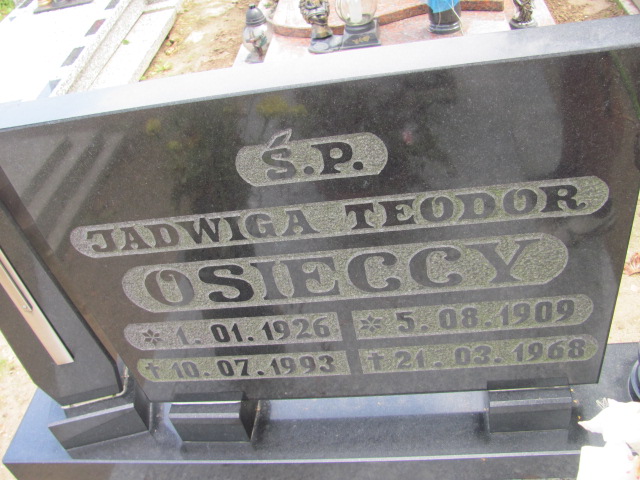 Ś.P.
JADWIGA TEODOR
OSIECCY
* 1.01.1926 * 5.08.1909
† 10.07.1993 † 21.03.1968